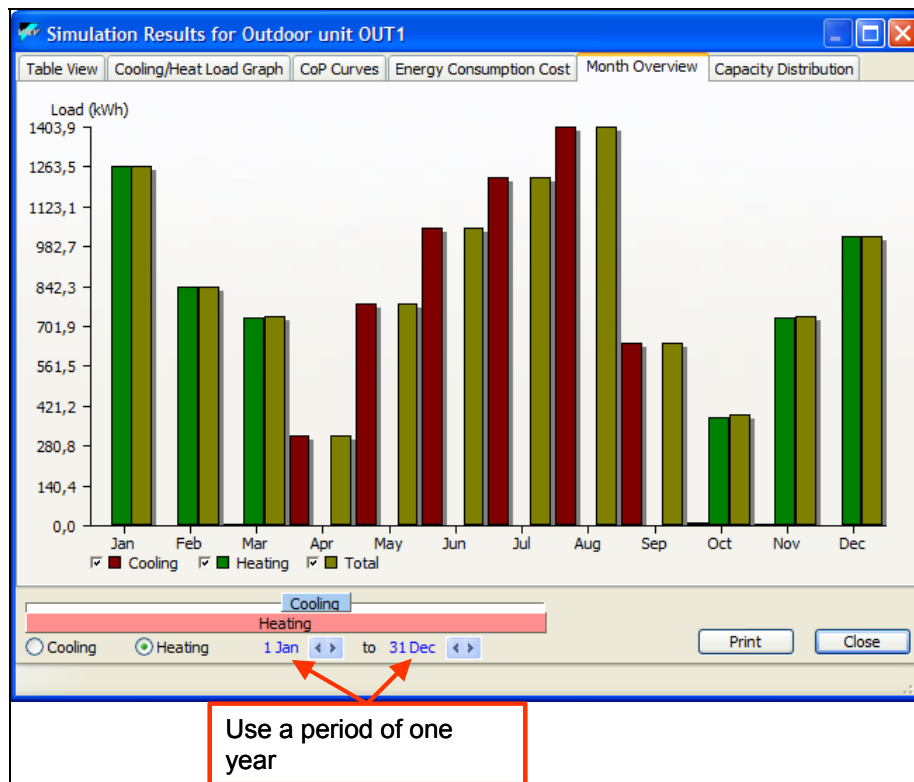 Simulation Results for Outdoor unit OUT1
Table View Cooling/Heat Load Graph CoP Curves Energy Consumption Cost Month Overview Capacity Distribution
Load (kWh)
1403,9
1263,5
1123,1
982,7
842,3
701,9
561,5
421,2
280,8
140,4
0,0
Jan Feb Mar Apr May Jun Jul Aug Sep Oct Nov Dec
Cooling Heating Total
Cooling
Heating
Cooling Heating 1 Jan to 31 Dec Print Close
Use a period of one
year